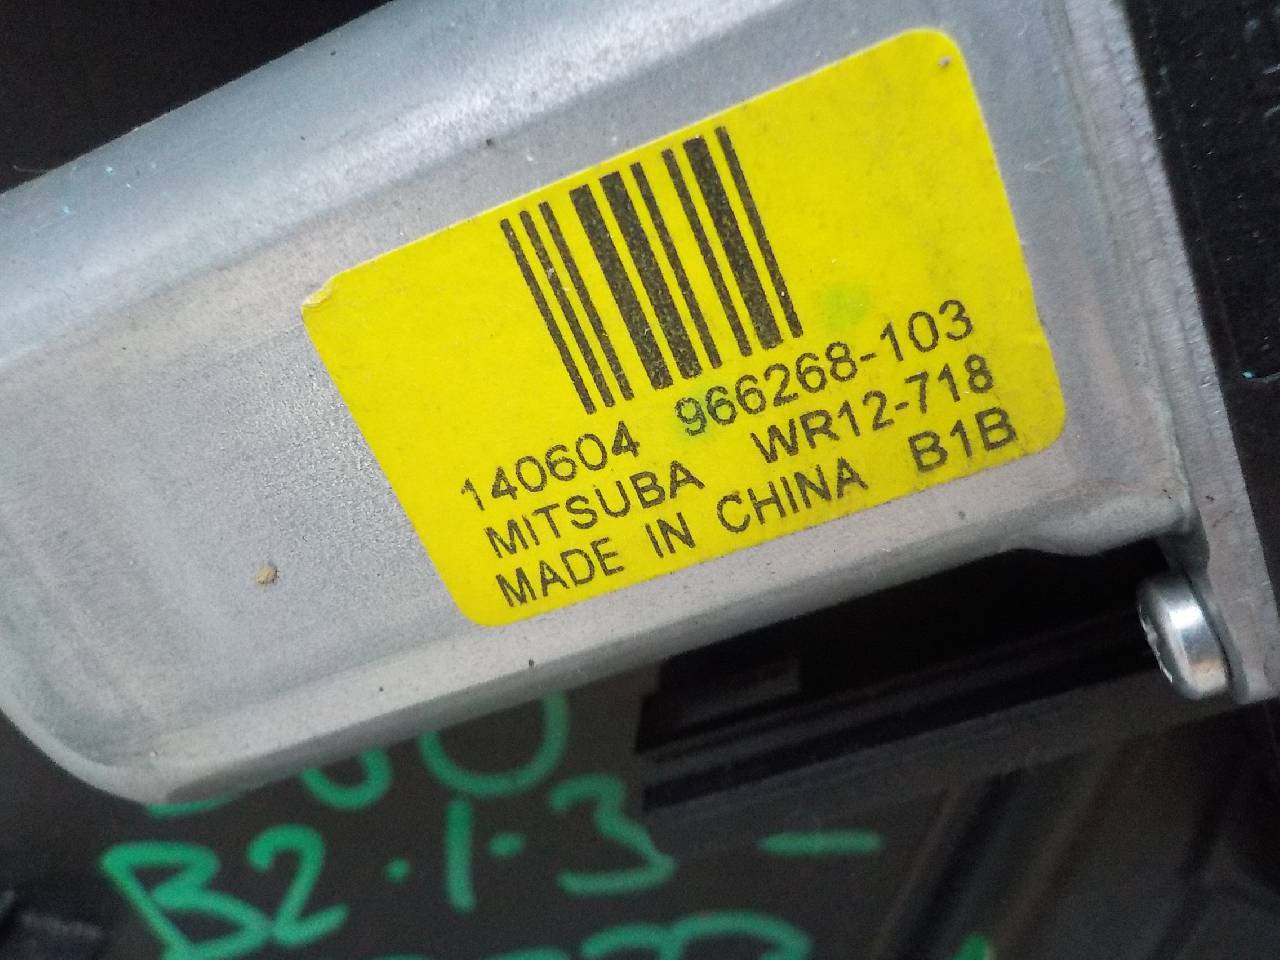 140604 966268-103
MITSUBA WR12-718
MADE IN CHINA B1B
B2.1.3 -